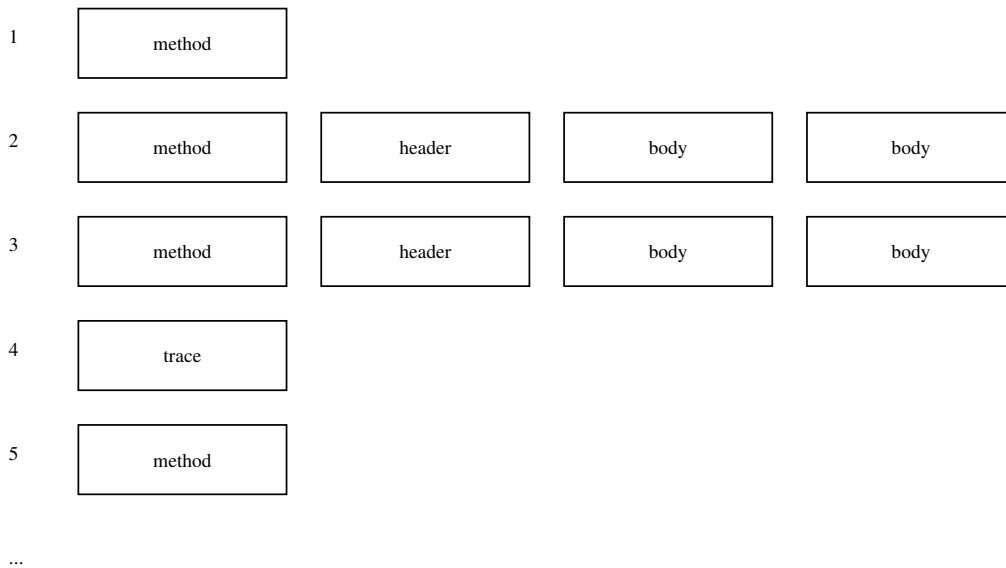 1 method
2 method header body body
3 method header body body
4 trace
5 method
...